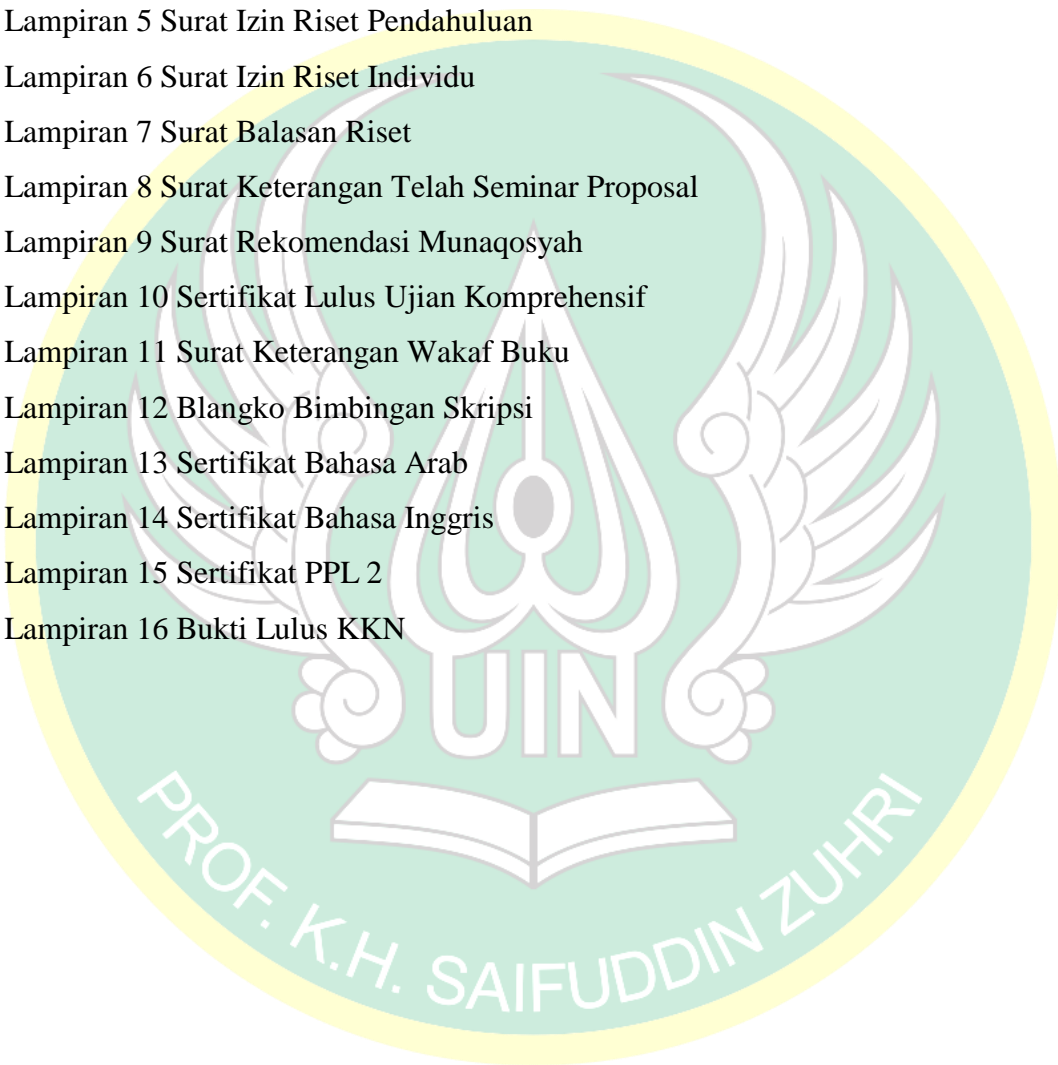 Lampiran 5 Surat Izin Riset Pendahuluan
Lampiran 6 Surat Izin Riset Individu
Lampiran 7 Surat Balasan Riset
Lampiran 8 Surat Keterangan Telah Seminar Proposal
Lampiran 9 Surat Rekomendasi Munaqosyah
Lampiran 10 Sertifikat Lulus Ujian Komprehensif
Lampiran 11 Surat Keterangan Wakaf Buku
Lampiran 12 Blangko Bimbingan Skripsi
Lampiran 13 Sertifikat Bahasa Arab
Lampiran 14 Sertifikat Bahasa Inggris
Lampiran 15 Sertifikat PPL 2
Lampiran 16 Bukti Lulus KKN
UIN
PROF. K.H. SAIFUDDIN ZUHRI